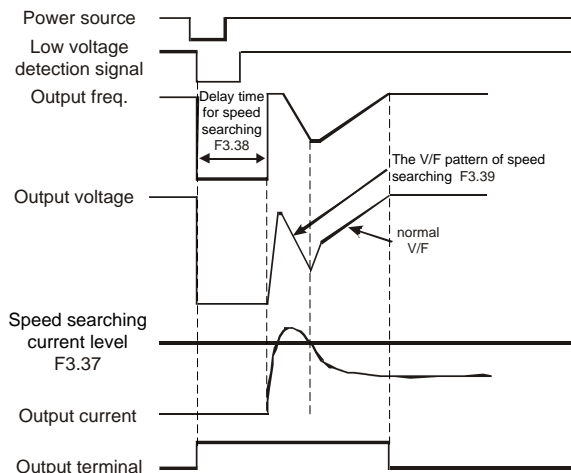 Power source
Low voltage
detection signal
Output freq.
Delay time
for speed
searching
F3.38
The V/F pattern of speed
searching F3.39
Output voltage
normal
V/F
Speed searching
current level
F3.37
Output current
Output terminal